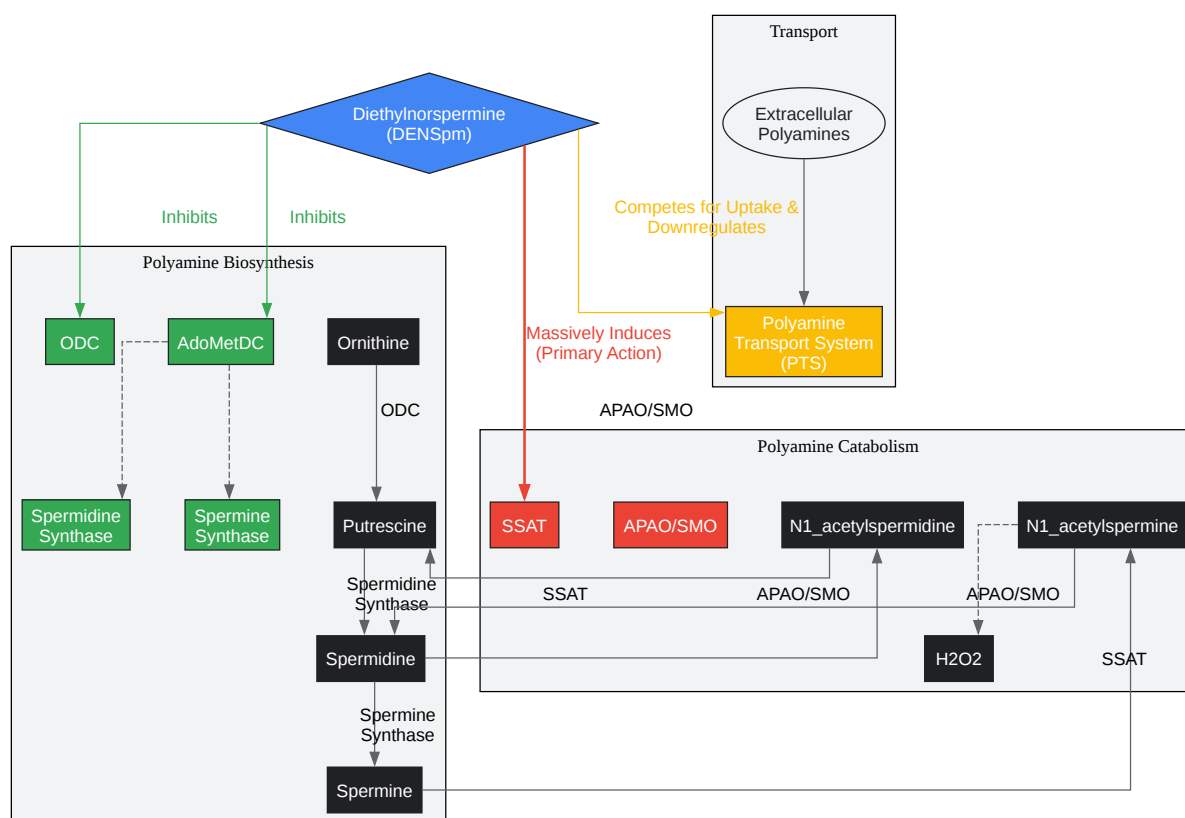 Transport
Diethylnorspermine
(DENSpm)
Extracellular
Polyamines
Inhibits
Inhibits
Competes for Uptake &
Downregulates
Polyamine Biosynthesis
ODC
AdoMetDC
Ornithine
Massively Induces
(Primary Action)
Polyamine
Transport System
(PTS)
ODC
APAO/SMO
Polyamine Catabolism
Spermidine
Synthase
Spermine
Synthase
Putrescine
SSAT
APAO/SMO
N1_acetylspermidine
N1_acetylspermine
Spermidine
Synthase
SSAT
APAO/SMO
APAO/SMO
Spermidine
H2O2
SSAT
Spermine
Synthase
Spermine